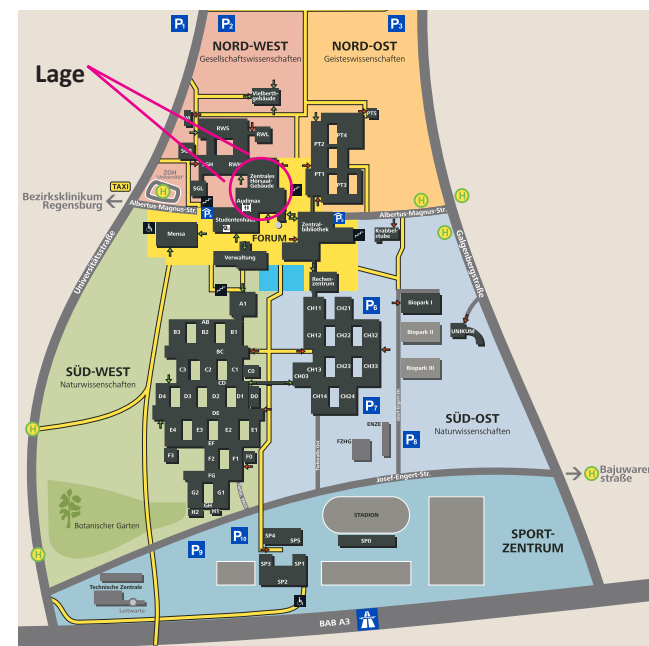 P1
P2
P3
NORD-WEST
Gesellschaftswissenschaften
NORD-OST
Geisteswissenschaften
Lage
Vielberth-
gebäude
RWS
RWL
PTS
PT2
PT4
PT1
PT3
ZOH
Universität
H
SGL
Zentrales
Hörsaal-
Gebäude
Audimax
TAXI
Bezirksklinikum
Regensburg
Albertus-Magnus-Str.
Albertus-Magnus-Str.
H
H
H
Studentenhaus
Mensa
FORUM
Zentral-
bibliothek
Krabbel-
stube
Verwaltung
Rechen-
zentrum
Universitätsstraße
Galgenbergstraße
A1
CH11
CH21
P6
Biopark I
AB
B3
B2
B1
CH12
CH22
CH32
Biopark II
UNIKUM
BC
C3
C2
C1
C0
CH13
CH23
CH33
Biopark III
CD
CH03
SÜD-WEST
Naturwissenschaften
D4
D3
D2
D1
D0
CH14
CH24
DE
P7
SÜD-OST
Naturwissenschaften
E4
E3
E2
E1
ENZE
EF
FZHG
P8
H
F3
F2
F1
F0
FG
Josef-Engert-Str.
H
Bajuwaren-
straße
G2
G1
GH
H2
H1
Botanischer Garten
STADION
SP0
SPORT-
ZENTRUM
P10
SP4
SP5
P9
H
SP3
SP1
SP2
Technische Zentrale
Leitwarte
BAB A3